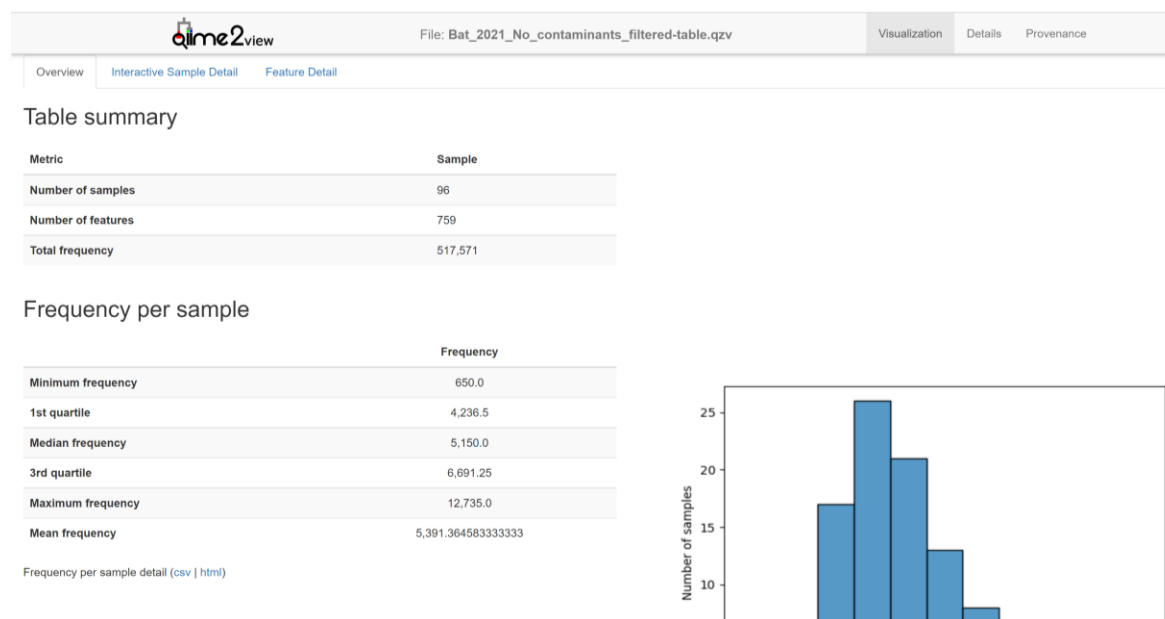 qiime2view File: Bat_2021_No_contaminants_filtered-table.qzv Visualization Details Provenance
Overview Interactive Sample Detail Feature Detail
Table summary
Metric Sample
Number of samples 96
Number of features 759
Total frequency 517,571
Frequency per sample
Frequency
Minimum frequency 650.0
1st quartile 4,236.5
Median frequency 5,150.0
3rd quartile 6,691.25
Maximum frequency 12,735.0
Mean frequency 5,391.364583333333
Frequency per sample detail (csv | html)
25
20
15
10
Number of samples